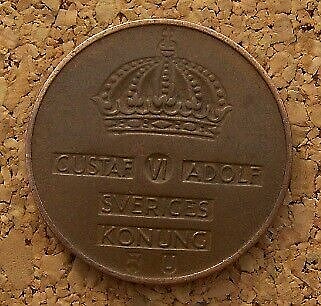 GUSTAF VI ADOLF
SVERIGES
KONUNG
U